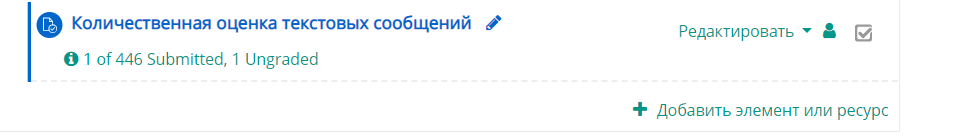 Количественная оценка текстовых сообщений
Редактировать
1 of 446 Submitted, 1 Ungraded
Добавить элемент или ресурс